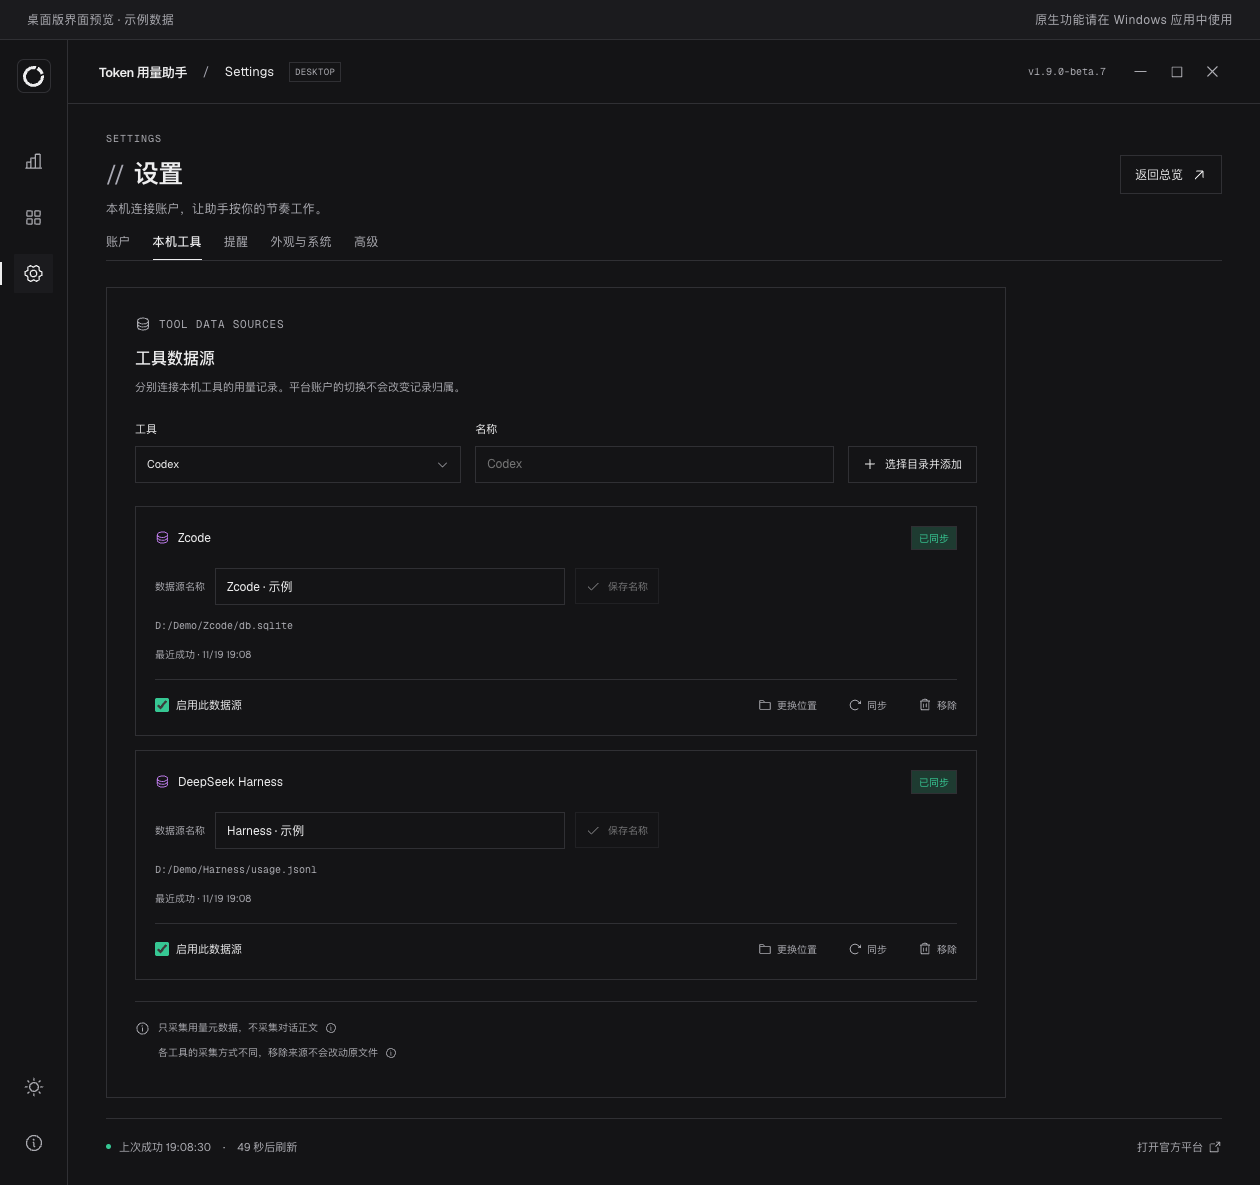 桌面版界面预览 · 示例数据
原生功能请在 Windows 应用中使用
Token 用量助手 / Settings DESKTOP
v1.9.0-beta.7
SETTINGS
// 设置
返回总览
本机连接账户，让助手按你的节奏工作。
账户 本机工具 提醒 外观与系统 高级
TOOL DATA SOURCES
工具数据源
分别连接本机工具的用量记录。平台账户的切换不会改变记录归属。
工具 名称
Codex Codex 选择目录并添加
Zcode 已同步
数据源名称 Zcode · 示例 保存名称
D:/Demo/Zcode/db.sqlite
最近成功 · 11/19 19:08
启用此数据源 更换位置 同步 移除
DeepSeek Harness 已同步
数据源名称 Harness · 示例 保存名称
D:/Demo/Harness/usage.jsonl
最近成功 · 11/19 19:08
启用此数据源 更换位置 同步 移除
只采集用量元数据，不采集对话正文
各工具的采集方式不同，移除来源不会改动原文件
上次成功 19:08:30 · 49 秒后刷新
打开官方平台